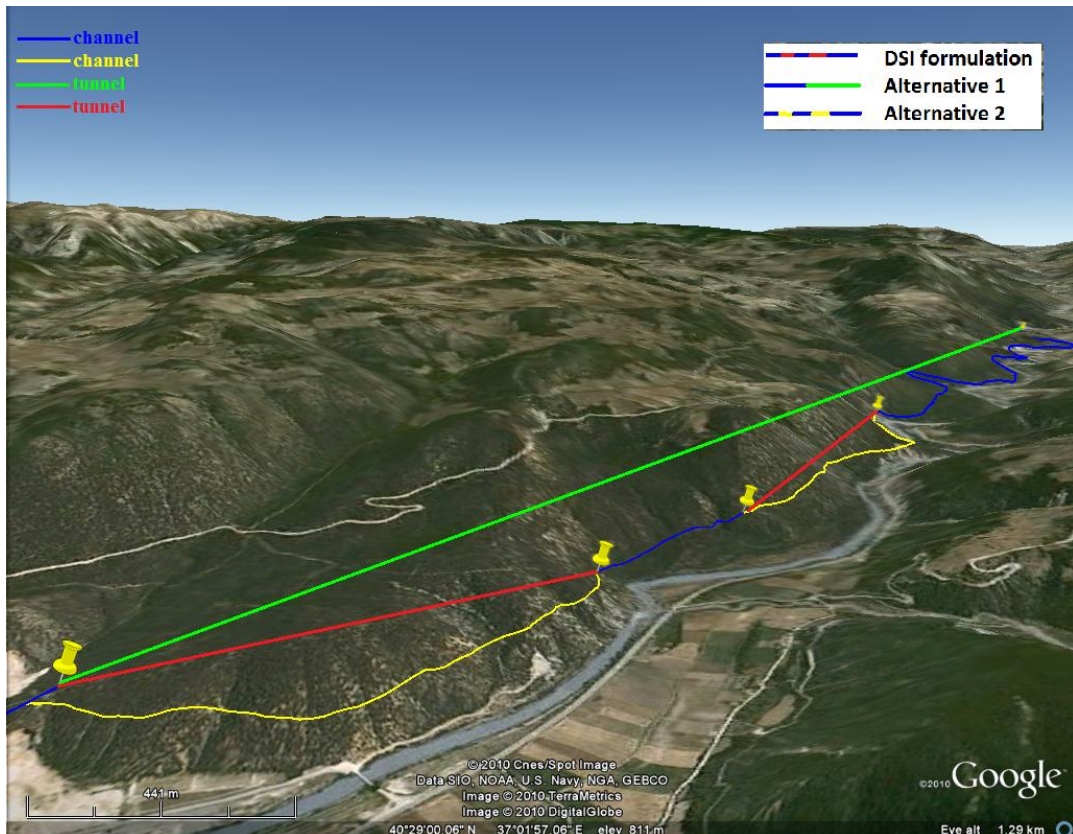 channel
channel
tunnel
tunnel
DSI formulation
Alternative 1
Alternative 2
© 2010 Cnes/Spot Image
Data SIO, NOAA, U.S. Navy, NGA, GEBCO
Image © 2010 TerraMetrics
Image © 2010 DigitalGlobe
©2010 Google
441 m
40°29'00.06" N 37°01'57.06" E elev 811 m
Eye alt 1.29 km